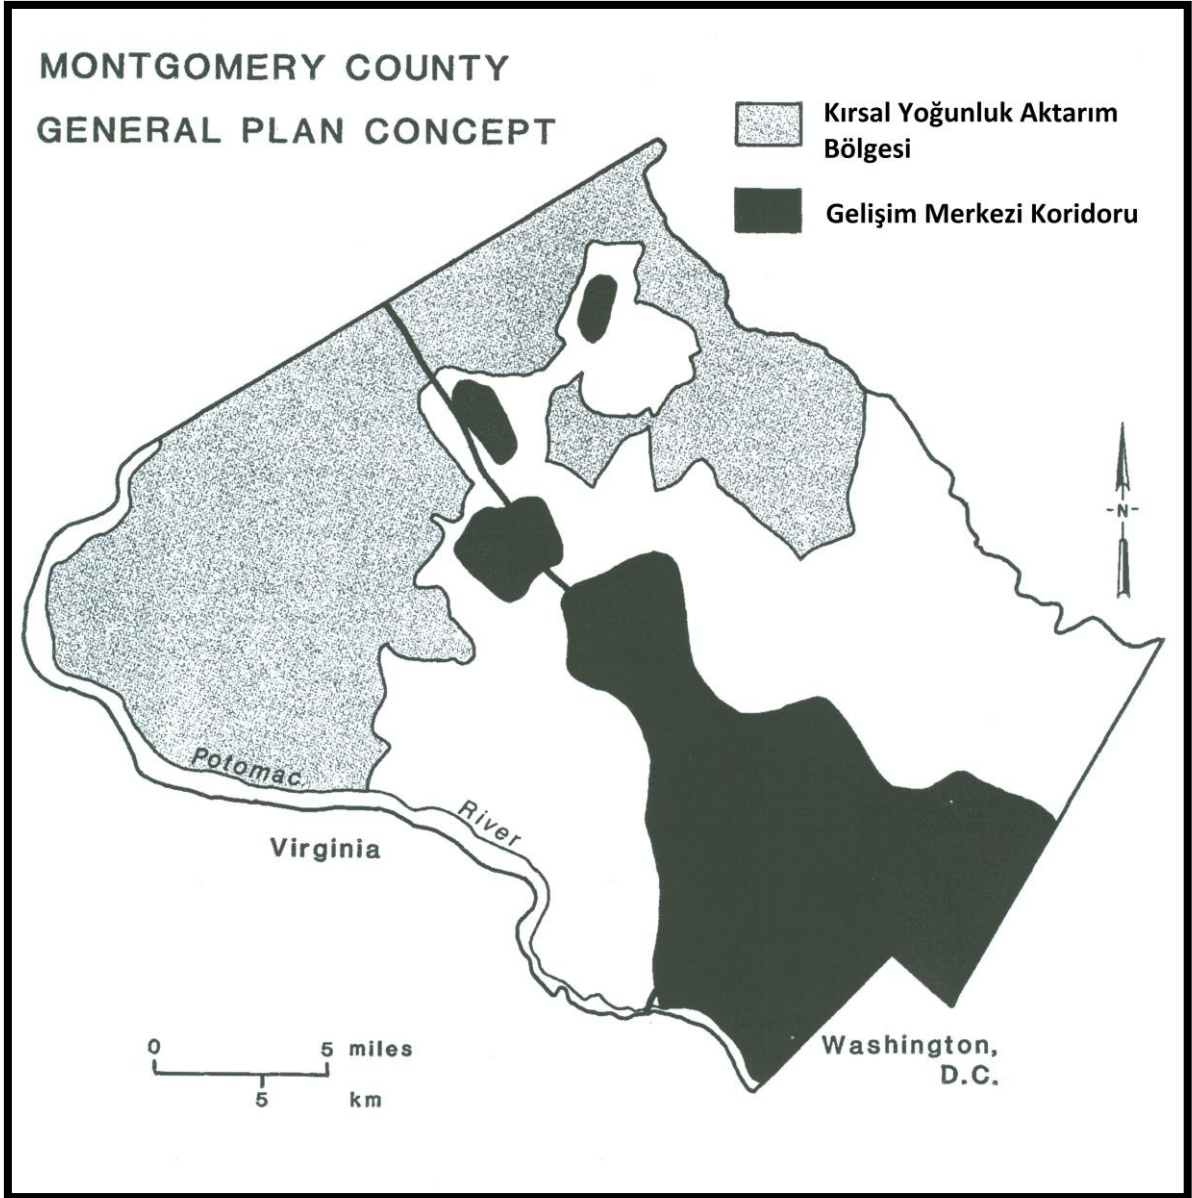 MONTGOMERY COUNTY
GENERAL PLAN CONCEPT
Kırsal Yoğunluk Aktarım
Bölgesi
Gelişim Merkezi Koridoru
-N-
Potomac
River
Virginia
Washington,
D.C.
0 5 miles
5 km